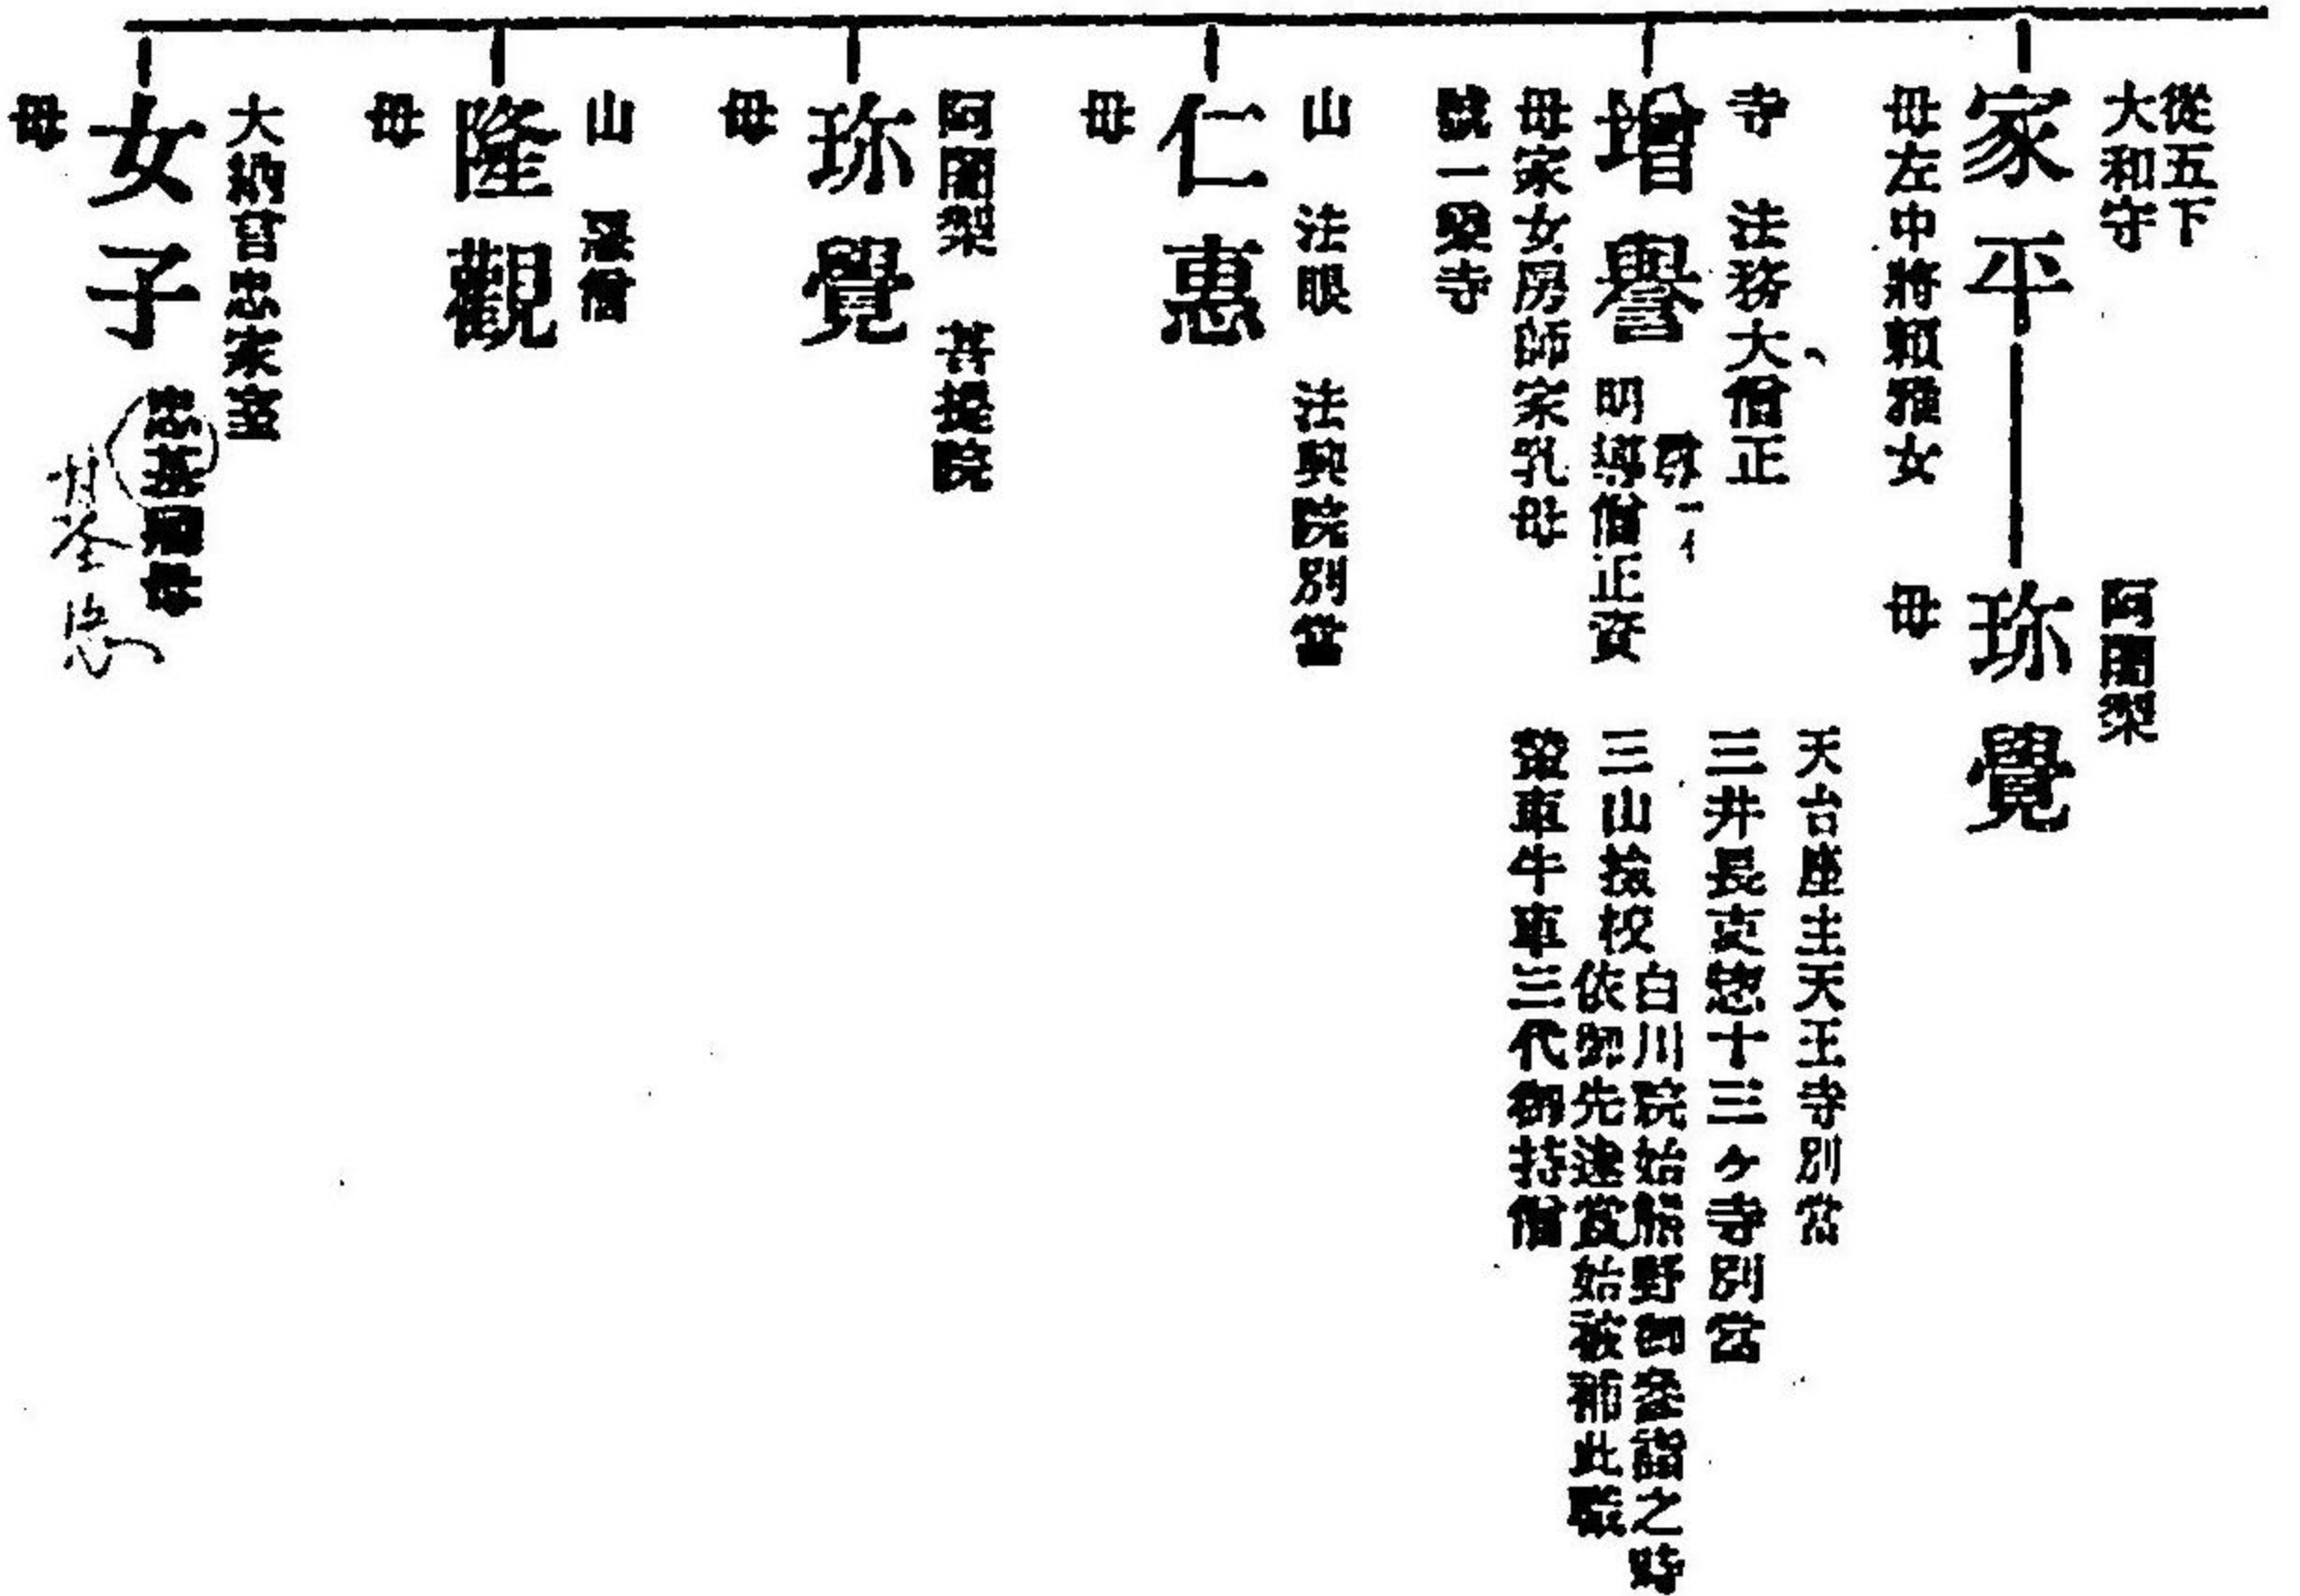 從五下
大和守
家平
母左中將賴雅女
阿闍梨
珎覺
母
寺 法務大僧正
增譽 明導僧正資
母家女房師家乳母
號一乘寺
天台座主天王寺別當
三井長吏惣十三ヶ寺別當
三山撿校
白川院始熊野御參詣之時
依御先達賞始被補此職
輦車牛車三代御持僧
山 法眼 法興院別當
仁惠
母
阿闍梨 菩提院
珎覺
母
山 濕僧
隆觀
母
大納言忠家室
女子 忠基卿母
母